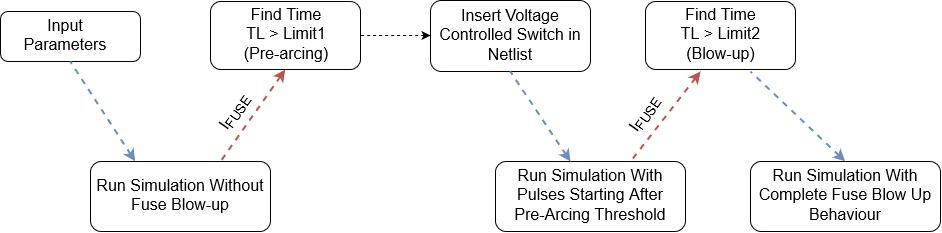 Input
Parameters
Find Time
TL > Limit1
(Pre-arcing)
Insert Voltage
Controlled Switch in
Netlist
Find Time
TL > Limit2
(Blow-up)
IFUSE
IFUSE
Run Simulation Without
Fuse Blow-up
Run Simulation With
Pulses Starting After
Pre-Arcing Threshold
Run Simulation With
Complete Fuse Blow Up
Behaviour